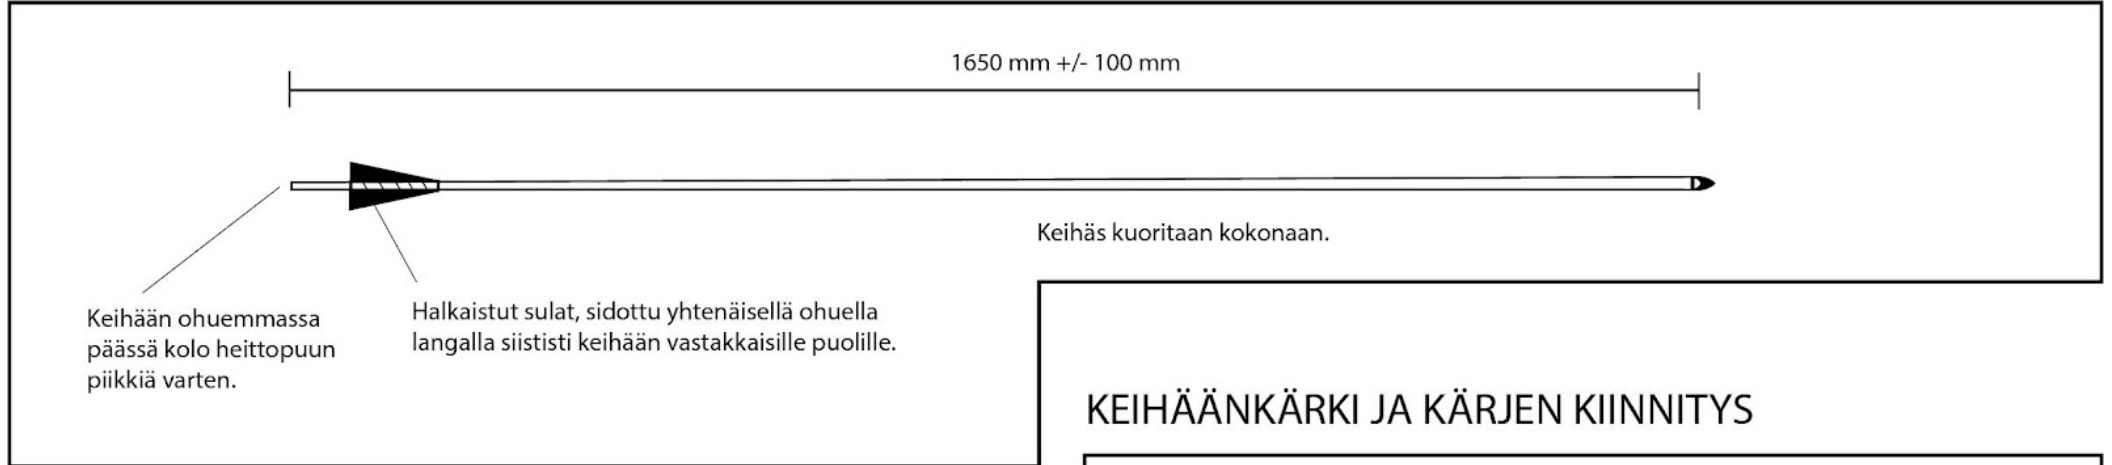 1650 mm +/- 100 mm
Keihäs kuoritaan kokonaan.
Keihään ohuemmassa
päässä kolo heittopuun
piikkiä varten.
Halkaistut sulat, sidottu yhtenäisellä ohuella
langalla siististi keihään vastakkaisille puolille.
KEIHÄÄNKÄRKI JA KÄRJEN KIINNITYS